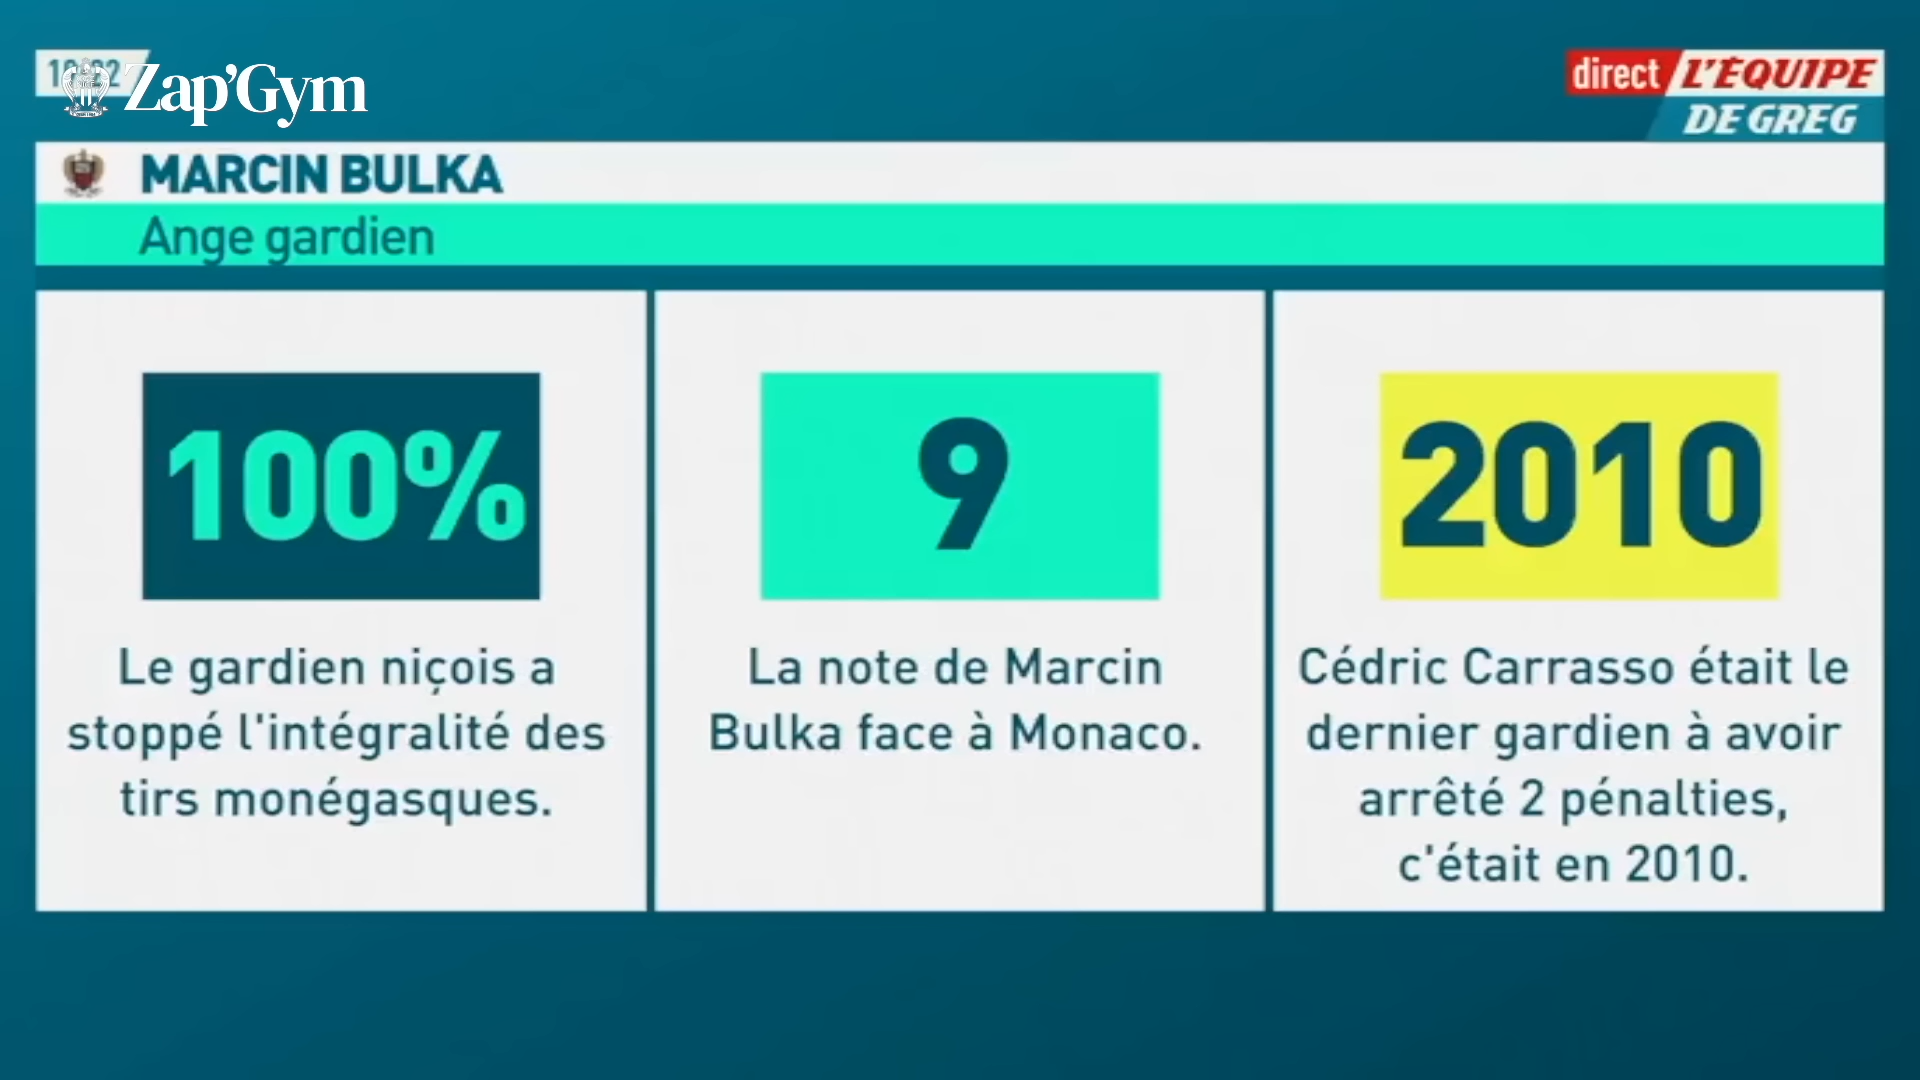 Zap'Gym
direct L'ÉQUIPE
DE GREG
MARCIN BULKA
Ange gardien
100%
Le gardien niçois a
stoppé l'intégralité des
tirs monégasques.
9
La note de Marcin
Bulka face à Monaco.
2010
Cédric Carrasso était le
dernier gardien à avoir
arrêté 2 pénalties,
c'était en 2010.